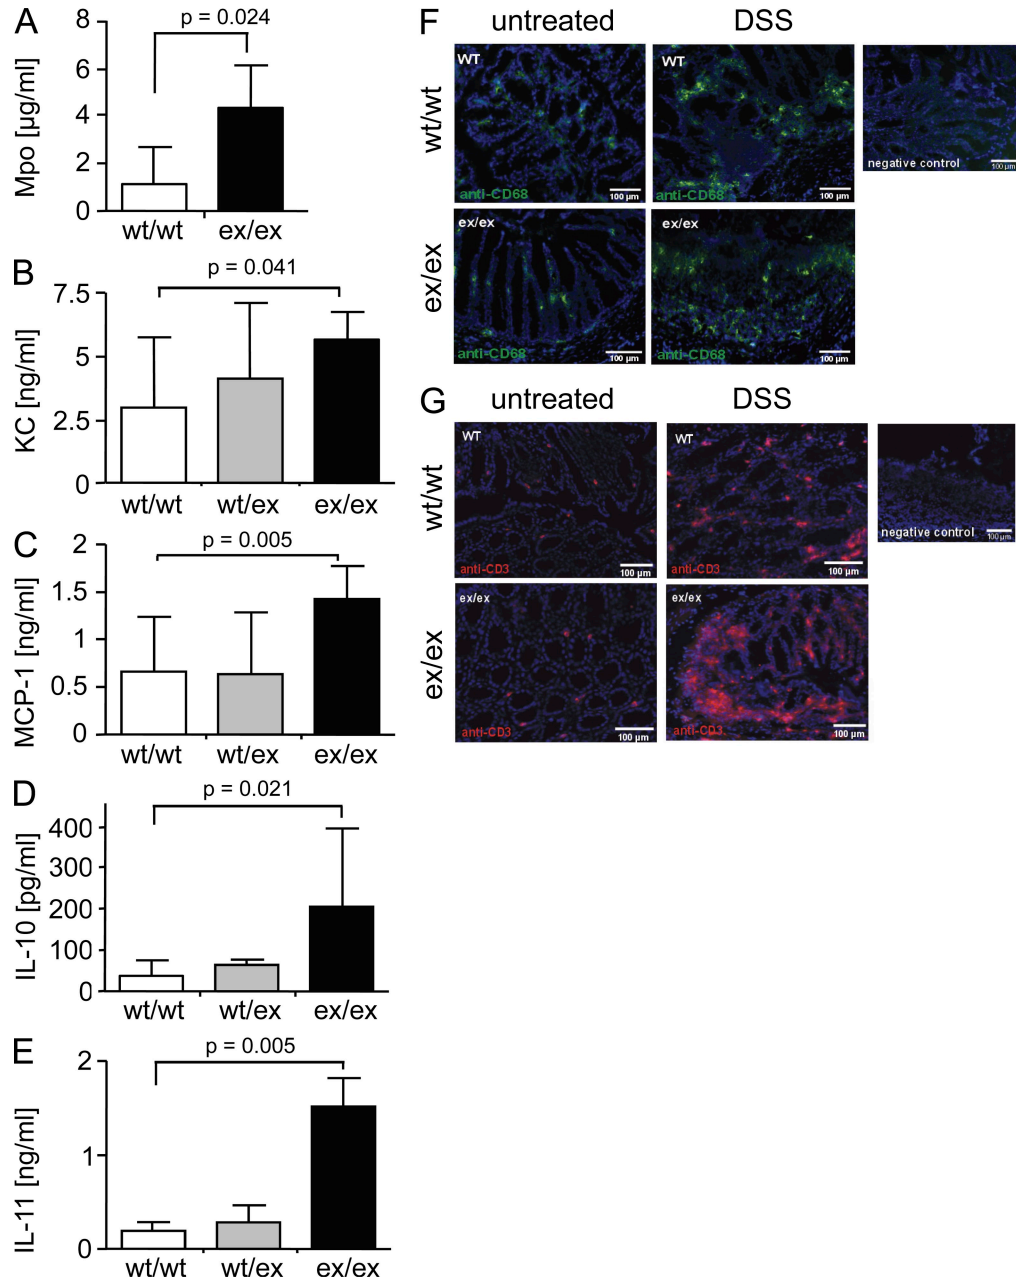 A
p = 0.024
Mpo [µg/ml]
8
6
4
2
0
wt/wt ex/ex
B
p = 0.041
KC [ng/ml]
7.5
5
2.5
0
wt/wt wt/ex ex/ex
C
p = 0.005
MCP-1 [ng/ml]
2
1.5
1
0.5
0
wt/wt wt/ex ex/ex
D
p = 0.021
IL-10 [pg/ml]
400
300
200
100
0
wt/wt wt/ex ex/ex
E
p = 0.005
IL-11 [ng/ml]
2
1
0
wt/wt wt/ex ex/ex
F
untreated DSS
wt/wt
WT
anti-CD68
100 µm
WT
anti-CD68
100 µm
negative control
100 µm
ex/ex
ex/ex
anti-CD68
100 µm
ex/ex
anti-CD68
100 µm
G
untreated DSS
wt/wt
WT
anti-CD3
100 µm
WT
anti-CD3
100 µm
negative control
100 µm
ex/ex
ex/ex
anti-CD3
100 µm
ex/ex
anti-CD3
100 µm